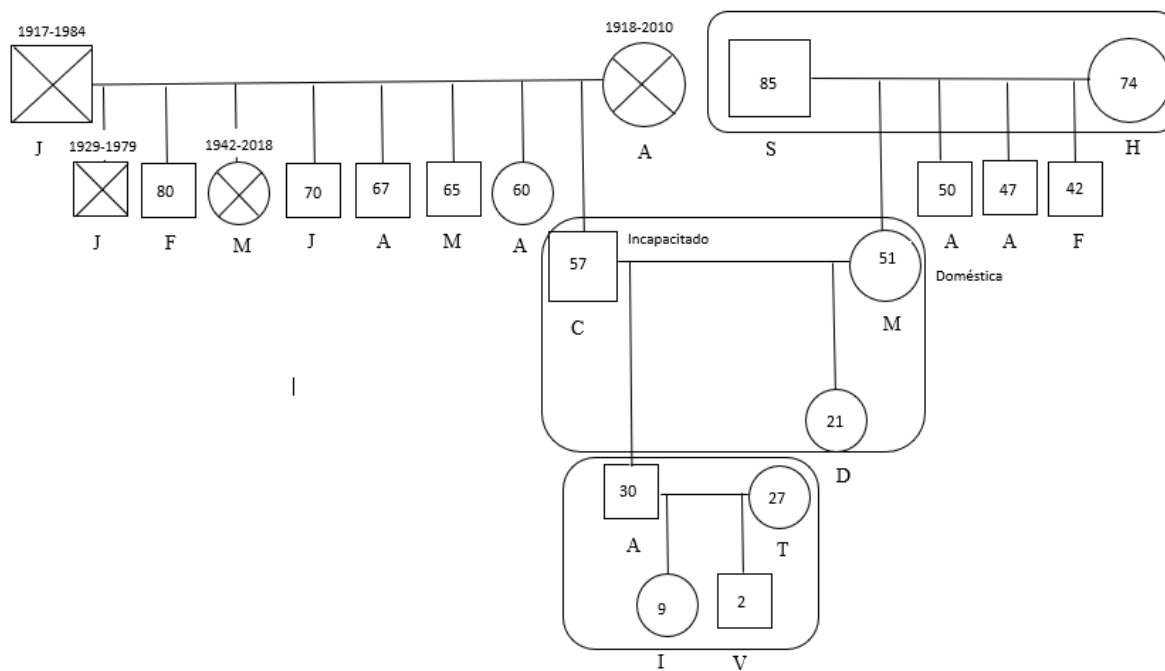 1917-1984
1918-2010
85
74
J
1929-1979
1942-2018
A
S
H
80
70
67
65
60
50
47
42
J
F
M
J
A
M
A
A
A
F
Incapacitado
57
51
Doméstica
C
M
21
D
30
27
A
T
9
2
I
V